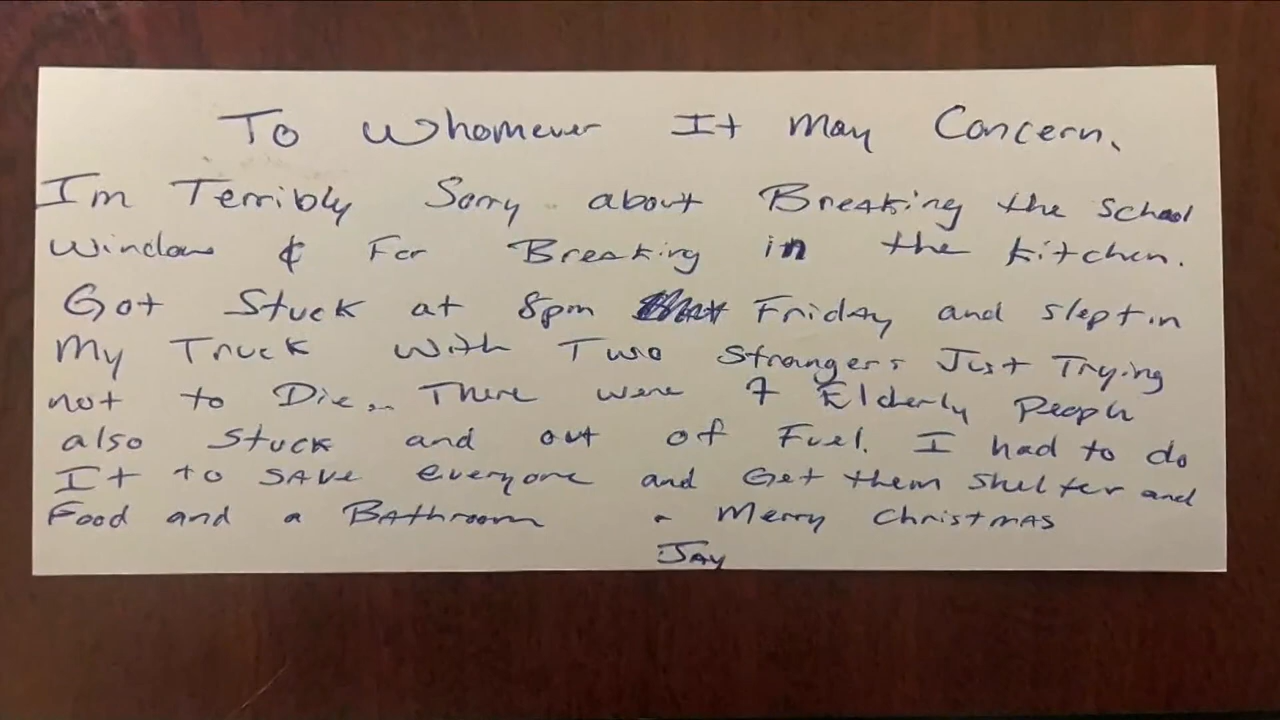 To Whomever It May Concern.
I'm Terribly Sorry about Breaking the School
Window & For Breaking in the kitchen.
Got Stuck at 8pm Friday and slept in
My Truck with Two Strangers Just Trying
not to Die... There were 7 Elderly People
also Stuck and out of Fuel. I had to do
It to SAVE everyone and Get them shelter and
Food and a Bathroom - Merry Christmas
JAY